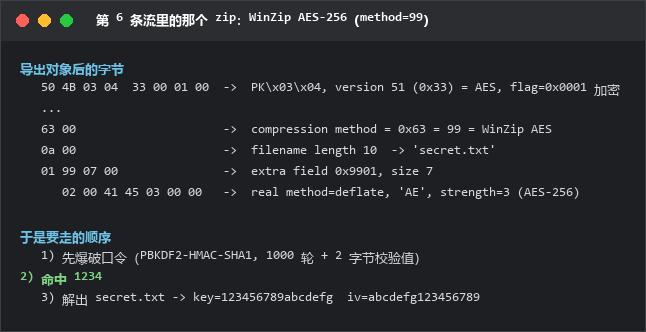 第 6 条流里的那个 zip: WinZip AES-256 (method=99)
导出对象后的字节
50 4B 03 04  33 00 01 00  ->  PK\x03\x04, version 51 (0x33) = AES, flag=0x0001 加密
...
63 00  ->  compression method = 0x63 = 99 = WinZip AES
0a 00  ->  filename length 10  -> 'secret.txt'
01 99 07 00  ->  extra field 0x9901, size 7
02 00 41 45 03 00 00  ->  real method=deflate, 'AE', strength=3 (AES-256)
于是要走的顺序
1) 先爆破口令 (PBKDF2-HMAC-SHA1, 1000 轮 + 2 字节校验值)
2) 命中 1234
3) 解出 secret.txt -> key=123456789abcdefg  iv=abcdefg123456789